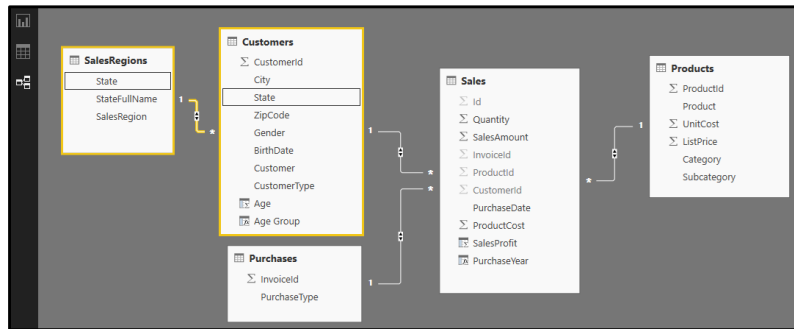 SalesRegions
State
StateFullName
SalesRegion
Customers
Σ CustomerId
City
State
ZipCode
Gender
BirthDate
Customer
CustomerType
Age
Age Group
Purchases
Σ InvoiceId
PurchaseType
Sales
Σ Id
Σ Quantity
Σ SalesAmount
Σ InvoiceId
Σ ProductId
Σ CustomerId
PurchaseDate
Σ ProductCost
SalesProfit
PurchaseYear
Products
Σ ProductId
Product
Σ UnitCost
Σ ListPrice
Category
Subcategory
1
*
1
*
1
*
*
1